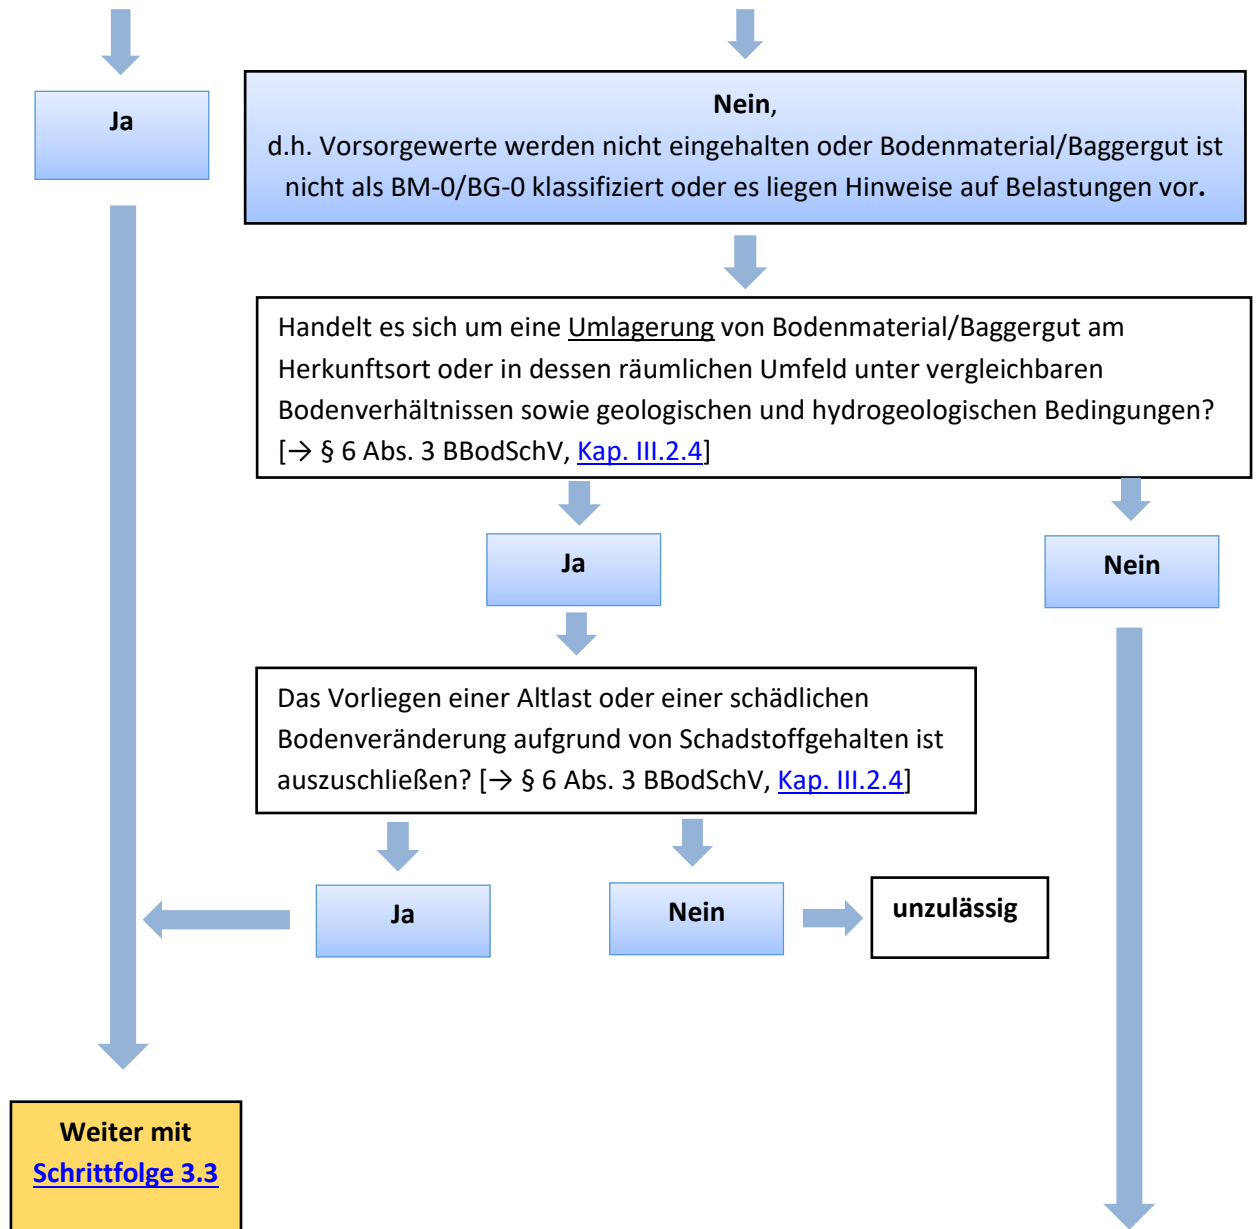 Ja
Nein,
d.h. Vorsorgewerte werden nicht eingehalten oder Bodenmaterial/Baggergut ist
nicht als BM-0/BG-0 klassifiziert oder es liegen Hinweise auf Belastungen vor.
Handelt es sich um eine Umlagerung von Bodenmaterial/Baggergut am
Herkunftsort oder in dessen räumlichen Umfeld unter vergleichbaren
Bodenverhältnissen sowie geologischen und hydrogeologischen Bedingungen?
[→ § 6 Abs. 3 BBodSchV, Kap. III.2.4]
Ja
Nein
Das Vorliegen einer Altlast oder einer schädlichen
Bodenveränderung aufgrund von Schadstoffgehalten ist
auszuschließen? [→ § 6 Abs. 3 BBodSchV, Kap. III.2.4]
Ja
Nein
unzulässig
Weiter mit
Schrittfolge 3.3